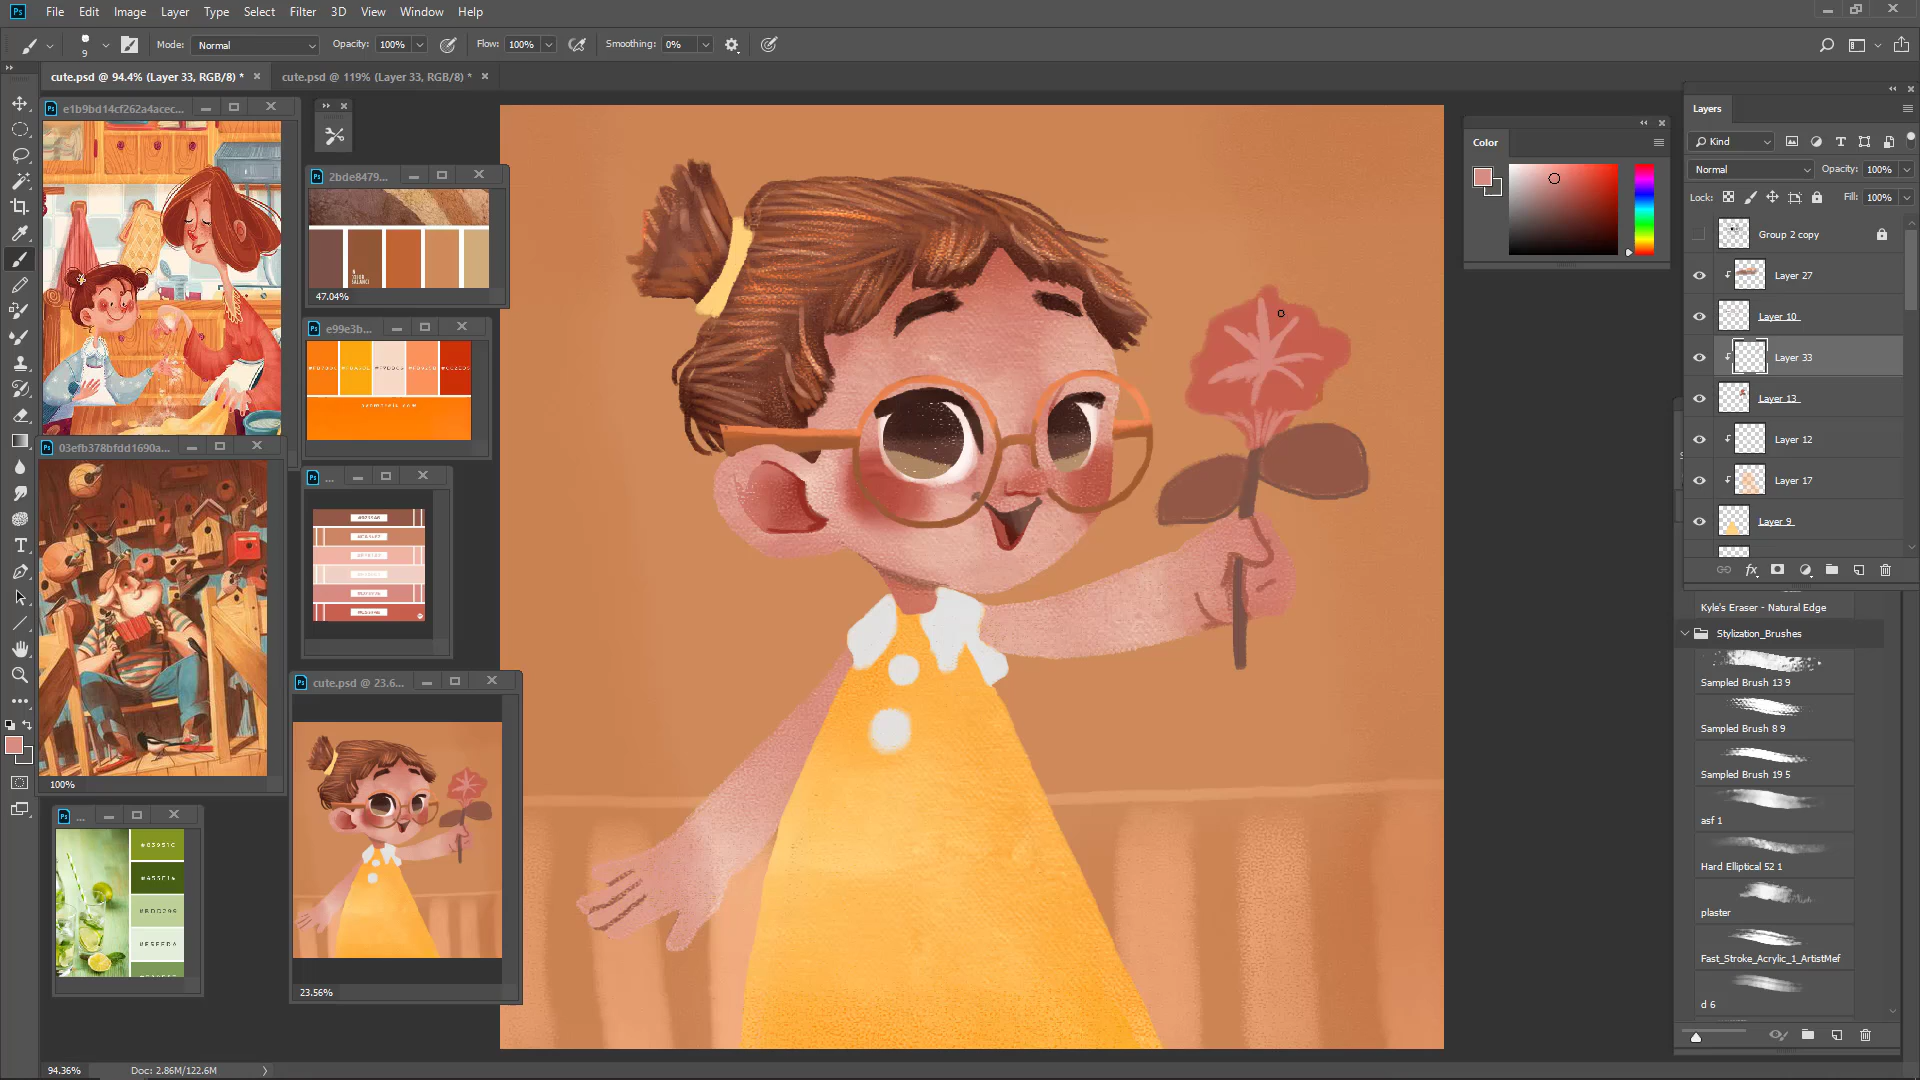 Ps File Edit Image Layer Type Select Filter 3D View Window Help
9 Mode: Normal Opacity: 100% Flow: 100% Smoothing: 0%
cute.psd @ 94.4% (Layer 33, RGB/8) *
cute.psd @ 119% (Layer 33, RGB/8) *
e1b9bd14cf262a4acec...
2bde8479...
47.04%
e99e3b...
03efb378bfdd1690a...
100%
...
cute.psd @ 23.6...
23.56%
...
Color
Layers
Kind
Normal Opacity: 100%
Lock: Fill: 100%
Group 2 copy
Layer 27
Layer 10
Layer 33
Layer 13
Layer 12
Layer 17
Layer 9
Kyle's Eraser - Natural Edge
Stylization_Brushes
Sampled Brush 13 9
Sampled Brush 8 9
Sampled Brush 19 5
asf 1
Hard Elliptical 52 1
plaster
Fast_Stroke_Acrylic_1_ArtistMef
d 6
94.36% Doc: 2.86M/122.6M